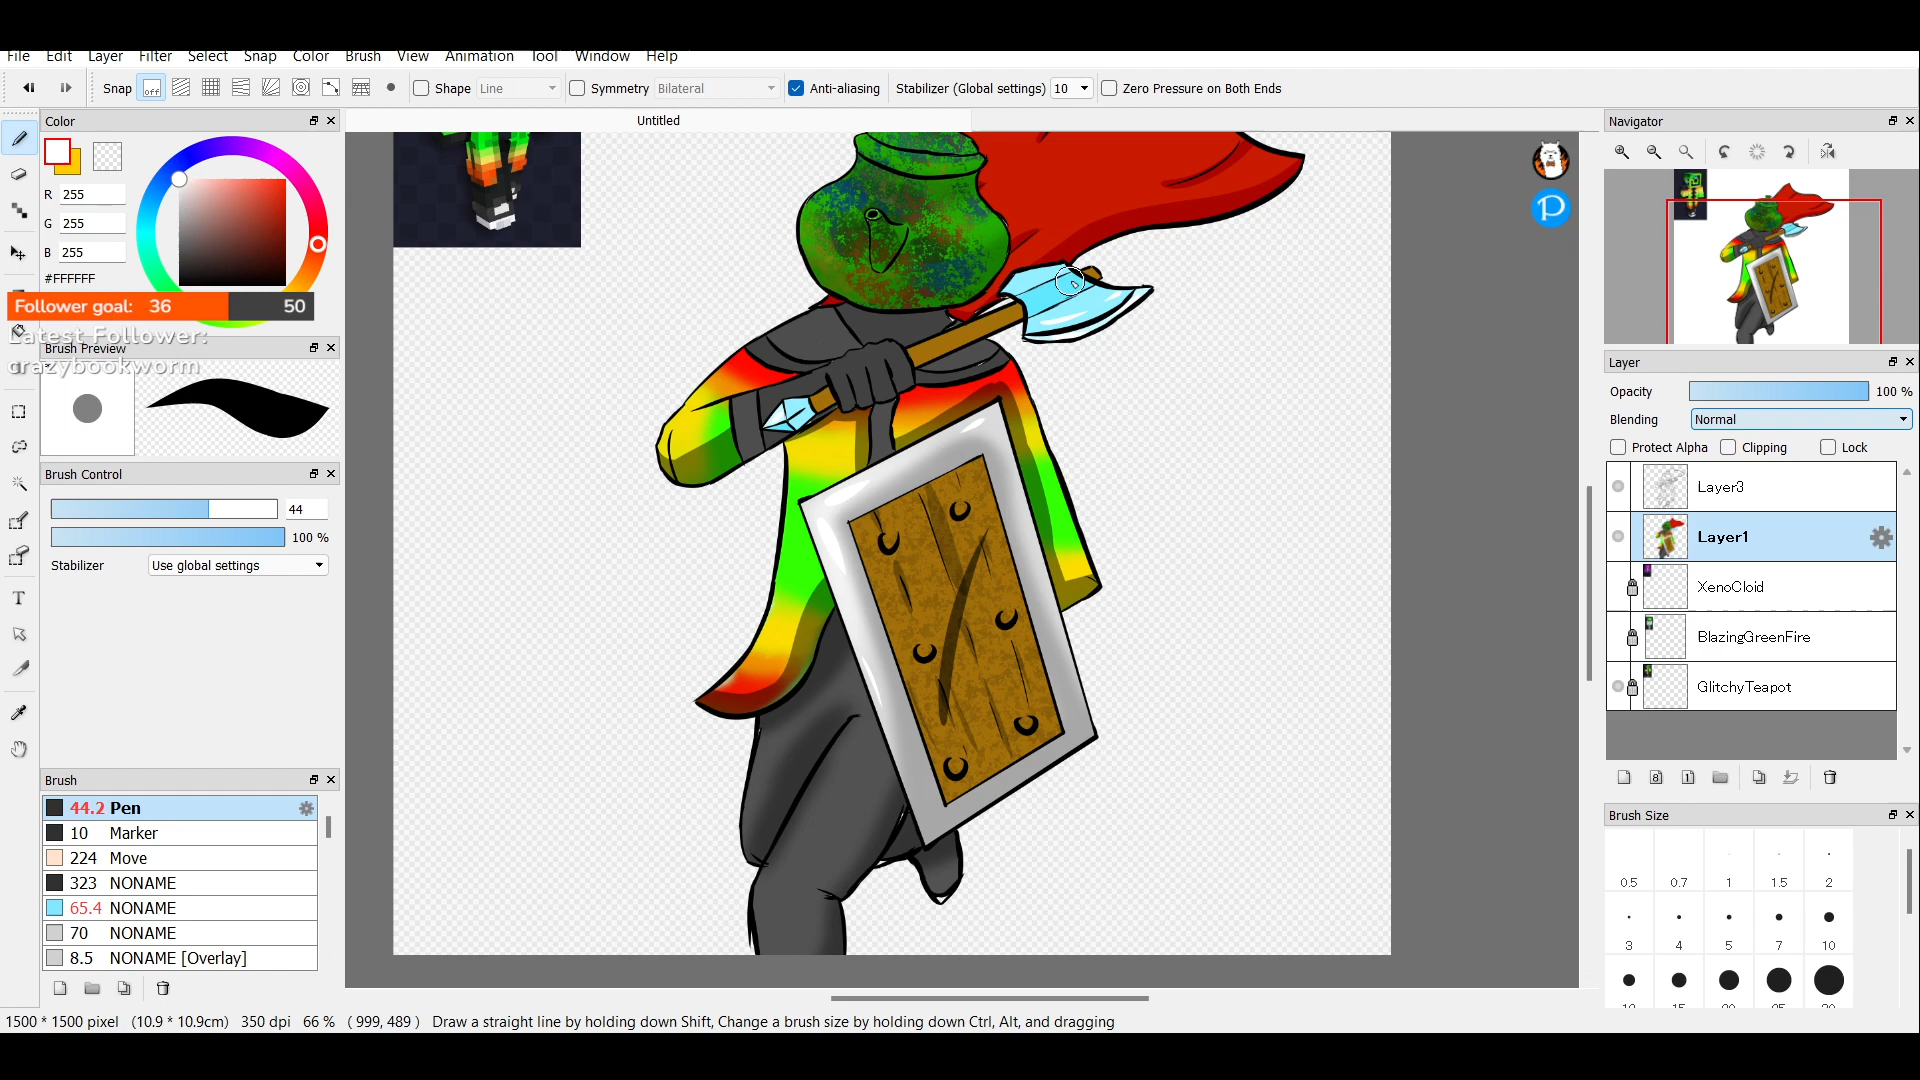 File Edit Layer Filter Select Snap Color Brush View Animation Tool Window Help
Snap off Shape Line Symmetry Bilateral Anti-aliasing Stabilizer (Global settings) 10 Zero Pressure on Both Ends
Color
Untitled
Navigator
R 255
G 255
B 255
#FFFFFF
Follower goal: 36 50
Latest Follower:
crazybookworm
Brush Preview
Layer
Opacity 100 %
Blending Normal
Protect Alpha Clipping Lock
Brush Control
44
100 %
Stabilizer Use global settings
Layer3
Layer1
XenoCloid
BlazingGreenFire
GlitchyTeapot
8 1
Brush
44.2 Pen
10 Marker
224 Move
323 NONAME
65.4 NONAME
70 NONAME
8.5 NONAME [Overlay]
Brush Size
0.5 0.7 1 1.5 2
3 4 5 7 10
1500 * 1500 pixel (10.9 * 10.9cm) 350 dpi 66 % ( 999, 489 ) Draw a straight line by holding down Shift, Change a brush size by holding down Ctrl, Alt, and dragging